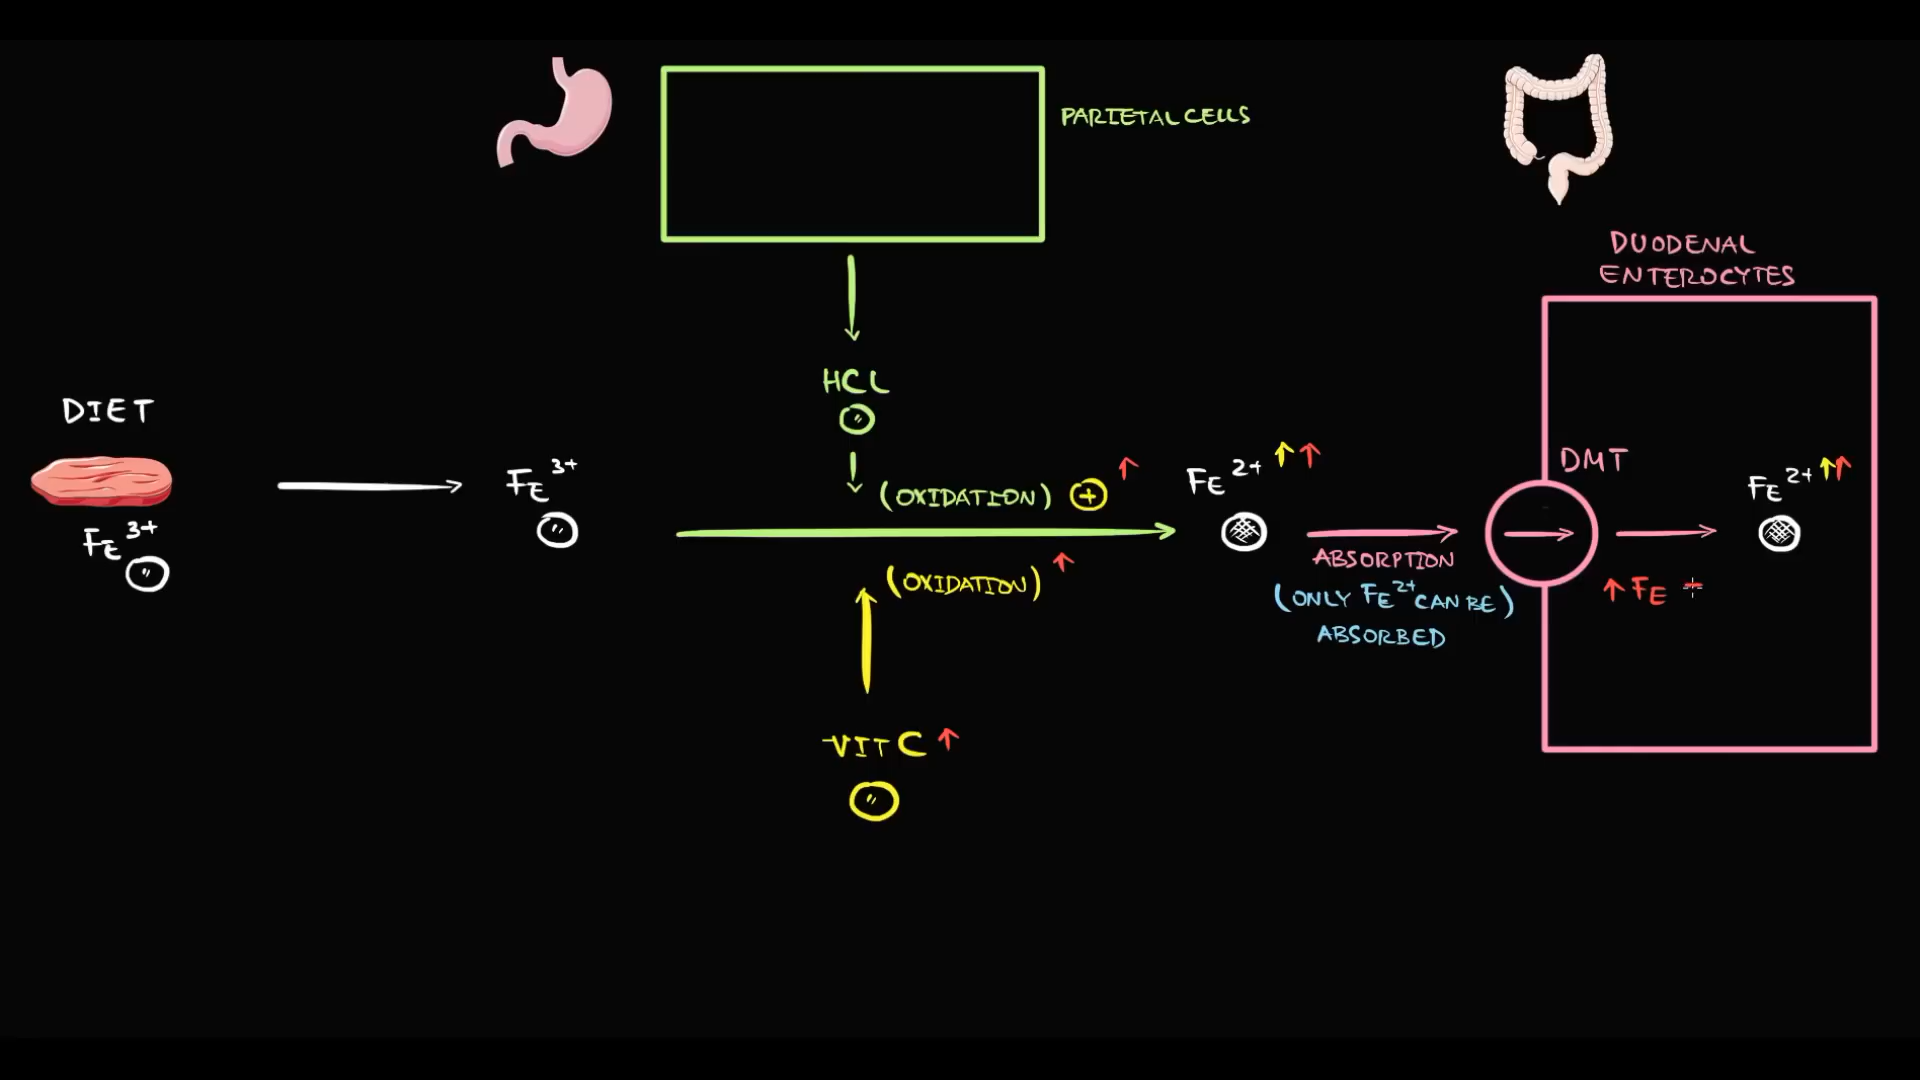 PARIETAL CELLS
DUODENAL
ENTEROCYTES
HCL
DIET
Fe 3+
Fe 3+
(OXIDATION) +
Fe 2+ ↑↑
DMT
Fe 2+ ↑↑
ABSORPTION
(OXIDATION) ↑
(ONLY Fe 2+ CAN BE)
ABSORBED
↑ Fe +
VIT C ↑